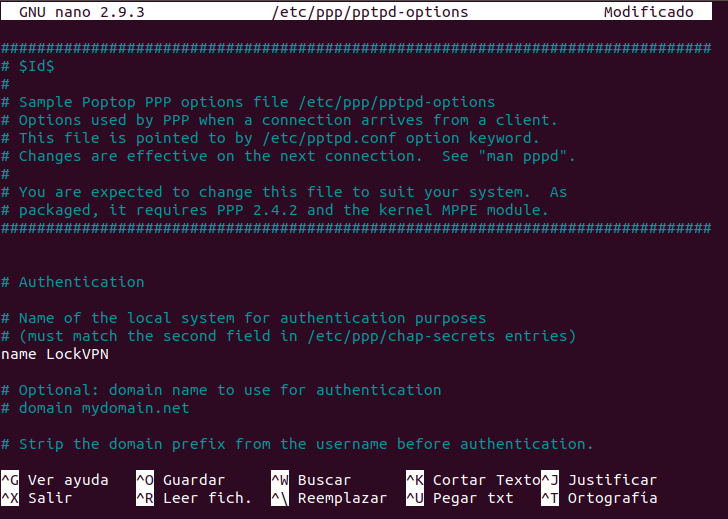 GNU nano 2.9.3 /etc/ppp/pptpd-options Modificado
###############################################################################
# $Id$
#
# Sample Poptop PPP options file /etc/ppp/pptpd-options
# Options used by PPP when a connection arrives from a client.
# This file is pointed to by /etc/pptpd.conf option keyword.
# Changes are effective on the next connection.  See "man pppd".
#
# You are expected to change this file to suit your system.  As
# packaged, it requires PPP 2.4.2 and the kernel MPPE module.
###############################################################################
# Authentication
# Name of the local system for authentication purposes
# (must match the second field in /etc/ppp/chap-secrets entries)
name LockVPN
# Optional: domain name to use for authentication
# domain mydomain.net
# Strip the domain prefix from the username before authentication.
^G Ver ayuda ^O Guardar ^W Buscar ^K Cortar Texto ^J Justificar
^X Salir ^R Leer fich. ^\ Reemplazar ^U Pegar txt ^T Ortografía